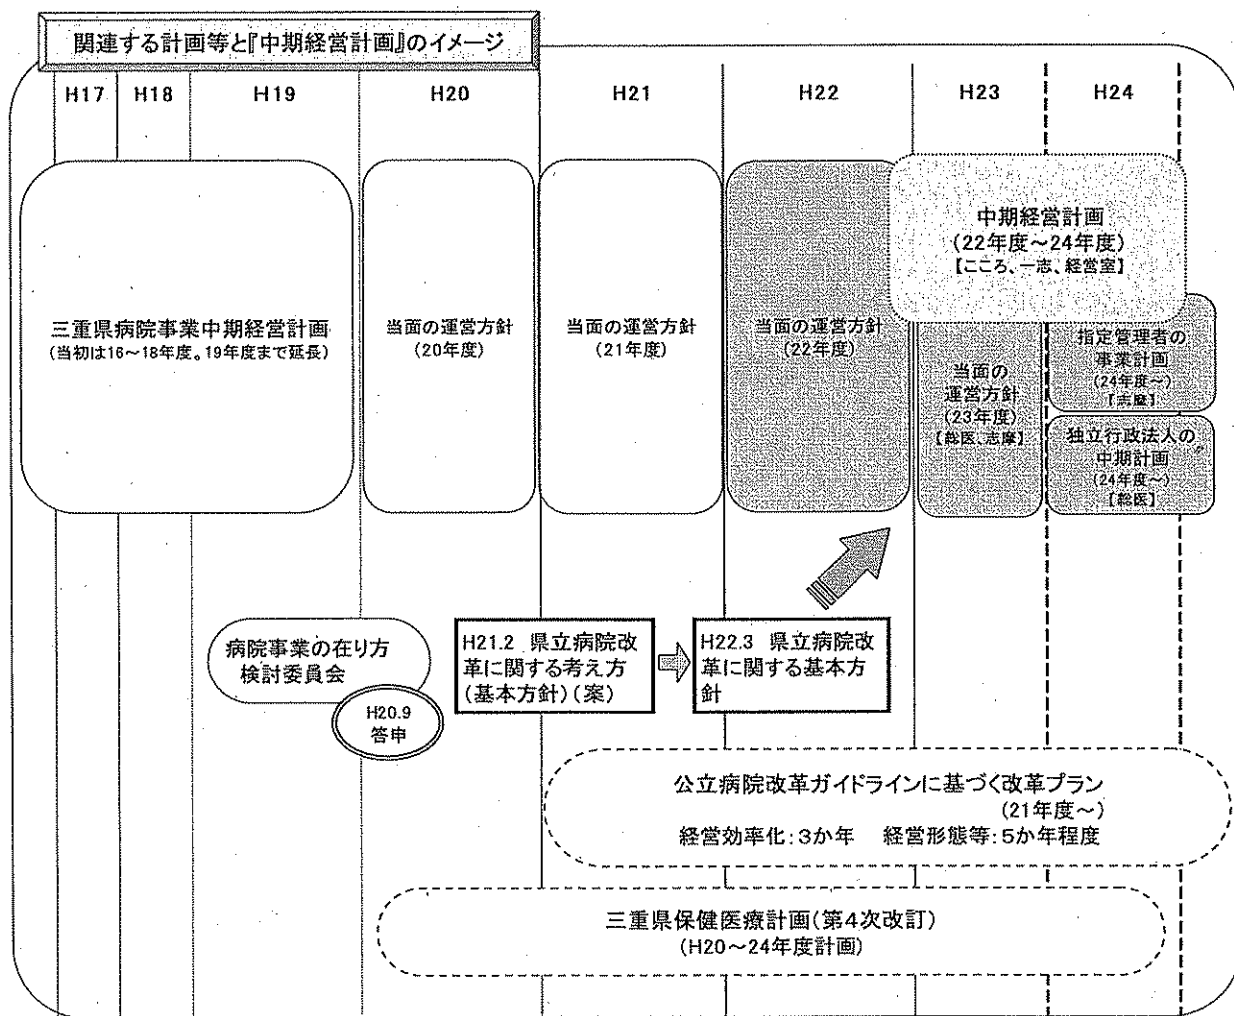 関連する計画等と『中期経営計画』のイメージ
H17 H18 H19 H20 H21 H22 H23 H24
三重県病院事業中期経営計画
(当初は16～18年度。19年度まで延長)
当面の運営方針
(20年度)
当面の運営方針
(21年度)
当面の運営方針
(22年度)
中期経営計画
(22年度～24年度)
【こころ、一志、経営室】
当面の
運営方針
(23年度)
【総医、志摩】
指定管理者の
事業計画
(24年度～)
【志摩】
独立行政法人の
中期計画
(24年度～)
【総医】
病院事業の在り方
検討委員会
H20.9
答申
H21.2 県立病院改
革に関する考え方
(基本方針)(案)
H22.3 県立病院改
革に関する基本方
針
公立病院改革ガイドラインに基づく改革プラン
(21年度～)
経営効率化：3か年 経営形態等：5か年程度
三重県保健医療計画(第4次改訂)
(H20～24年度計画)